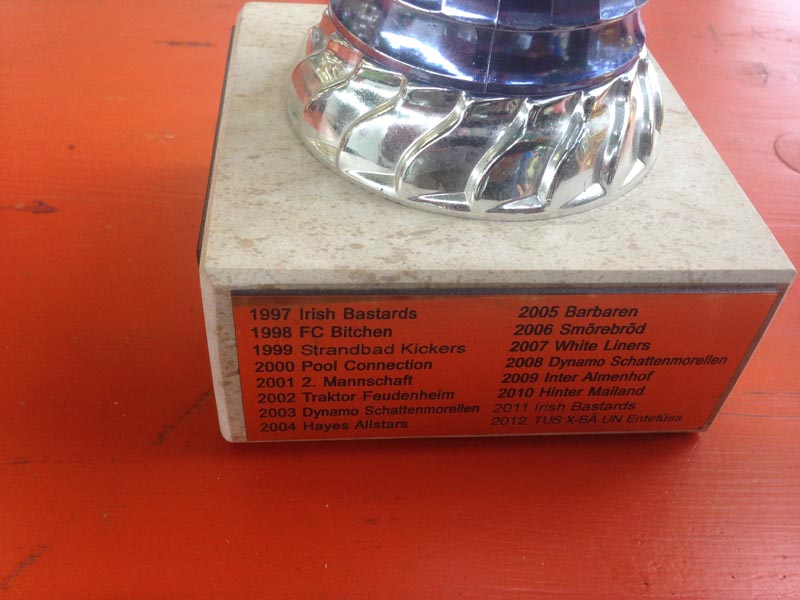 1997 Irish Bastards
1998 FC Bitchen
1999 Strandbad Kickers
2000 Pool Connection
2001 2. Mannschaft
2002 Traktor Feudenheim
2003 Dynamo Schattenmorellen
2004 Hayes Allstars
2005 Barbaren
2006 Smörebröd
2007 White Liners
2008 Dynamo Schattenmorellen
2009 Inter Almenhof
2010 Hinter Mailand
2011 Irish Bastards
2012 TUS X-BÄ UN Entefüss